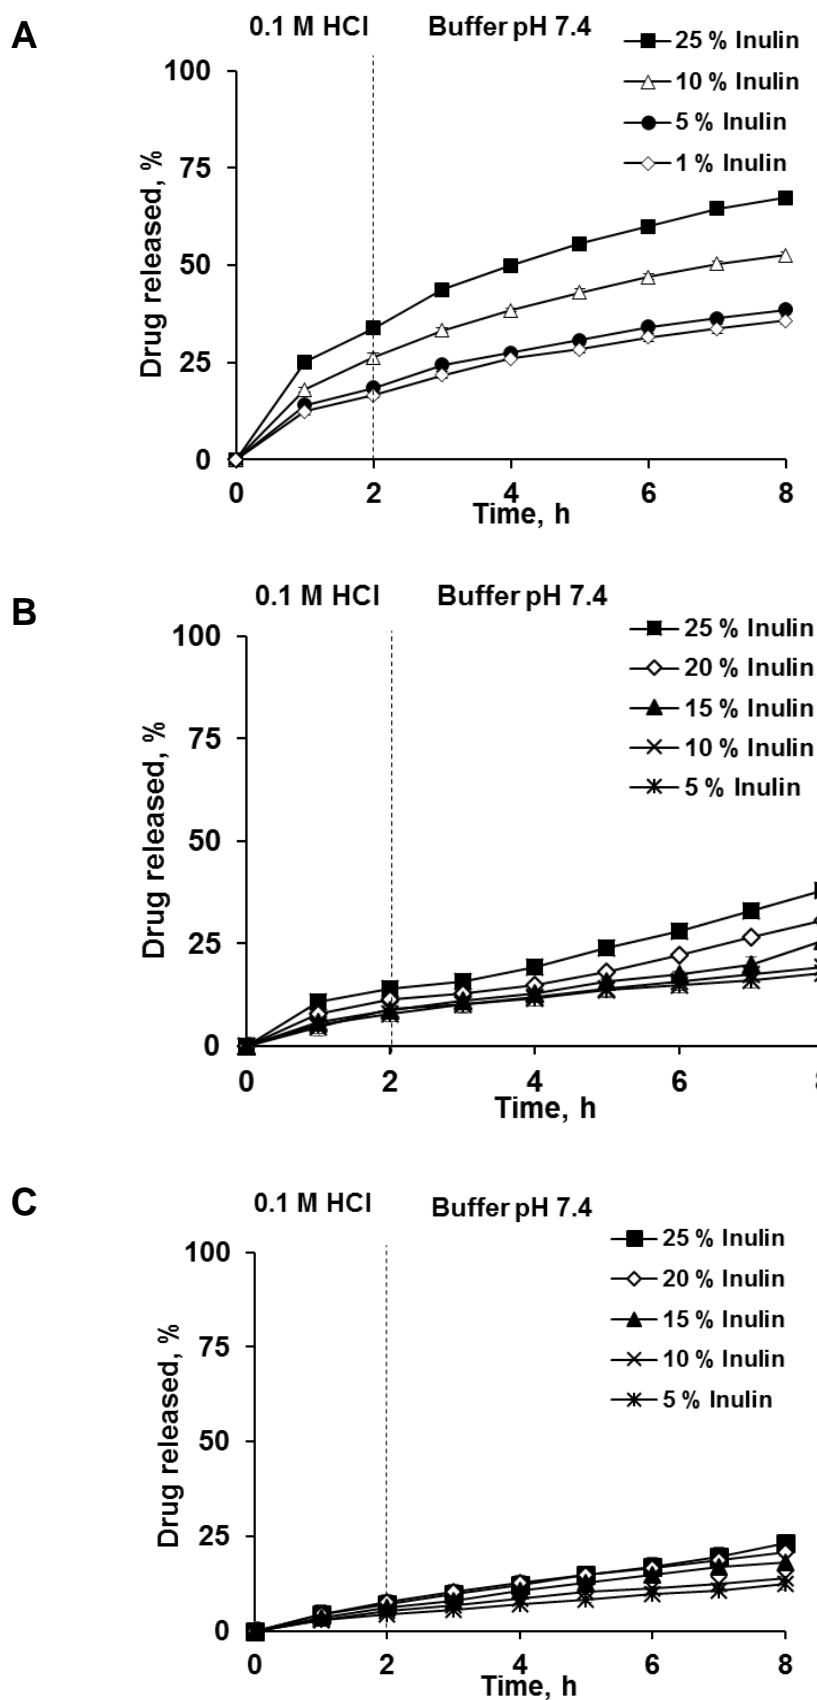 A
0.1 M HCl Buffer pH 7.4
25 % Inulin
10 % Inulin
5 % Inulin
1 % Inulin
100
75
50
25
0
Drug released, %
0 2 4 6 8
Time, h
B
0.1 M HCl Buffer pH 7.4
25 % Inulin
20 % Inulin
15 % Inulin
10 % Inulin
5 % Inulin
100
75
50
25
0
Drug released, %
0 2 4 6 8
Time, h
C
0.1 M HCl Buffer pH 7.4
25 % Inulin
20 % Inulin
15 % Inulin
10 % Inulin
5 % Inulin
100
75
50
25
0
Drug released, %
0 2 4 6 8
Time, h